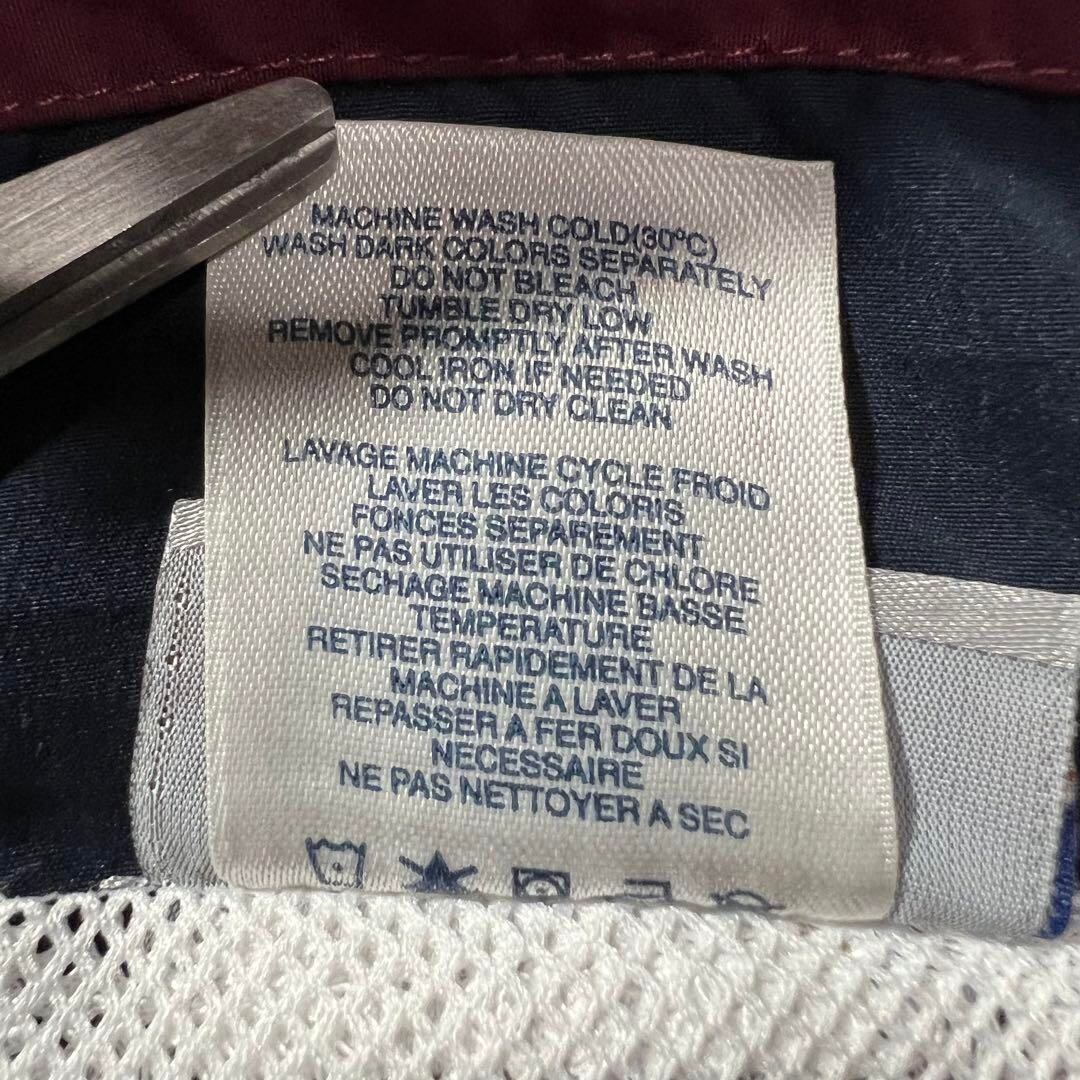 MACHINE WASH COLD(30ºC)
WASH DARK COLORS SEPARATELY
DO NOT BLEACH
TUMBLE DRY LOW
REMOVE PROMPTLY AFTER WASH
COOL IRON IF NEEDED
DO NOT DRY CLEAN
LAVAGE MACHINE CYCLE FROID
LAVER LES COLORIS
FONCES SEPAREMENT
NE PAS UTILISER DE CHLORE
SECHAGE MACHINE BASSE
TEMPERATURE
RETIRER RAPIDEMENT DE LA
MACHINE A LAVER
REPASSER A FER DOUX SI
NECESSAIRE
NE PAS NETTOYER A SEC